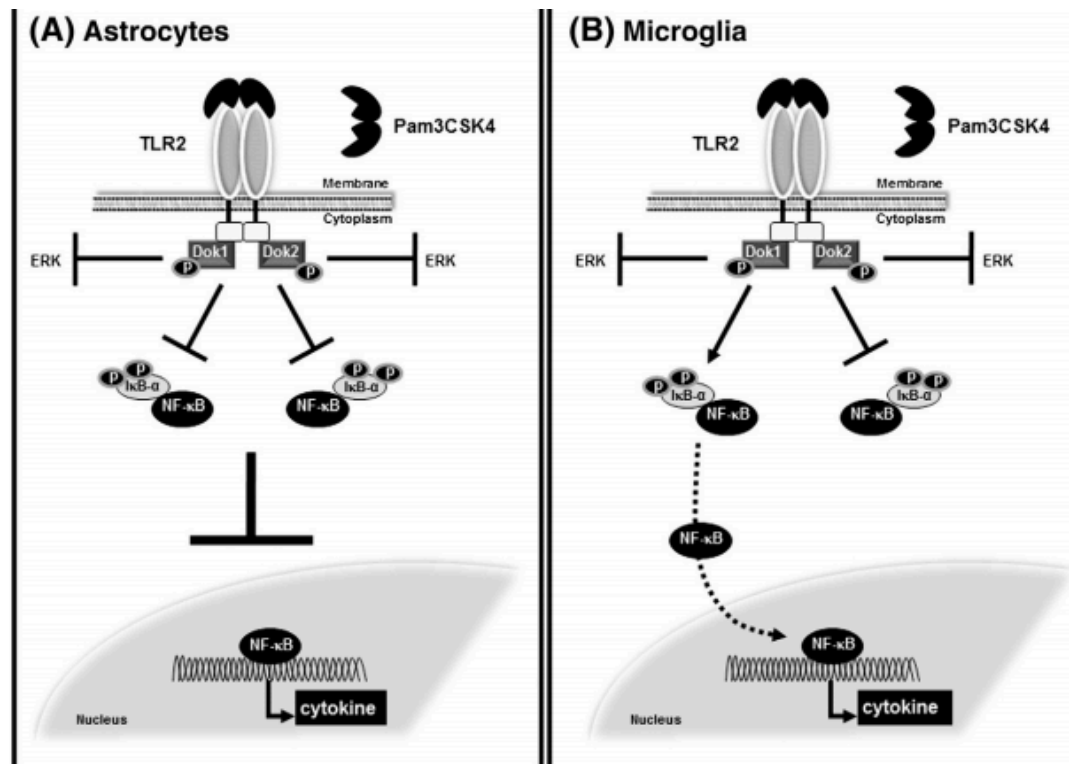 (A) Astrocytes
TLR2
Pam3CSK4
Membrane
Cytoplasm
ERK
Dok1
Dok2
ERK
P
P
P
P
P
P
IκB-α
IκB-α
NF-κB
NF-κB
NF-κB
cytokine
Nucleus
(B) Microglia
TLR2
Pam3CSK4
Membrane
Cytoplasm
ERK
Dok1
Dok2
ERK
P
P
P
P
P
P
IκB-α
IκB-α
NF-κB
NF-κB
NF-κB
NF-κB
cytokine
Nucleus